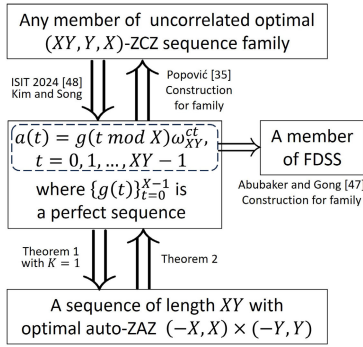 Any member of uncorrelated optimal
(XY, Y, X)-ZCZ sequence family
ISIT 2024 [48]
Kim and Song
Popović [35]
Construction
for family
a(t) = g(t mod X)ω_{XY}^{ct},
t = 0, 1, ..., XY − 1
where {g(t)}_{t=0}^{X−1} is
a perfect sequence
A member
of FDSS
Abubaker and Gong [47]
Construction for family
Theorem 1
with K = 1
Theorem 2
A sequence of length XY with
optimal auto-ZAZ (−X, X) × (−Y, Y)